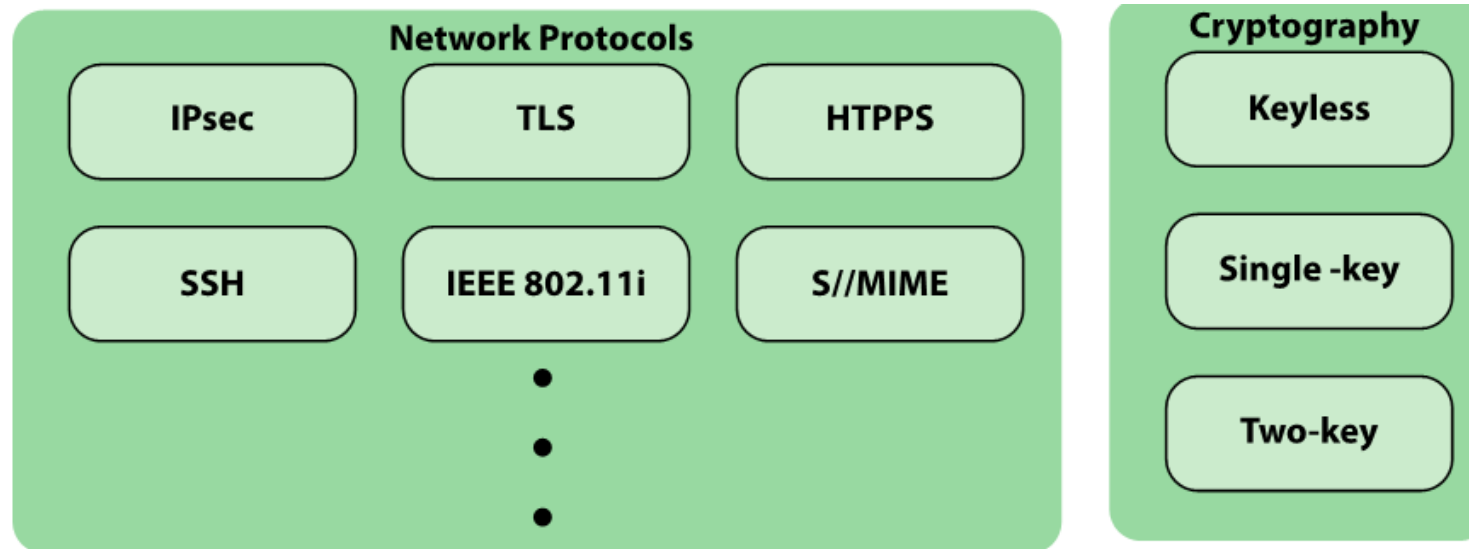 Network Protocols
IPsec
TLS
HTPPS
SSH
IEEE 802.11i
S//MIME
Cryptography
Keyless
Single -key
Two-key